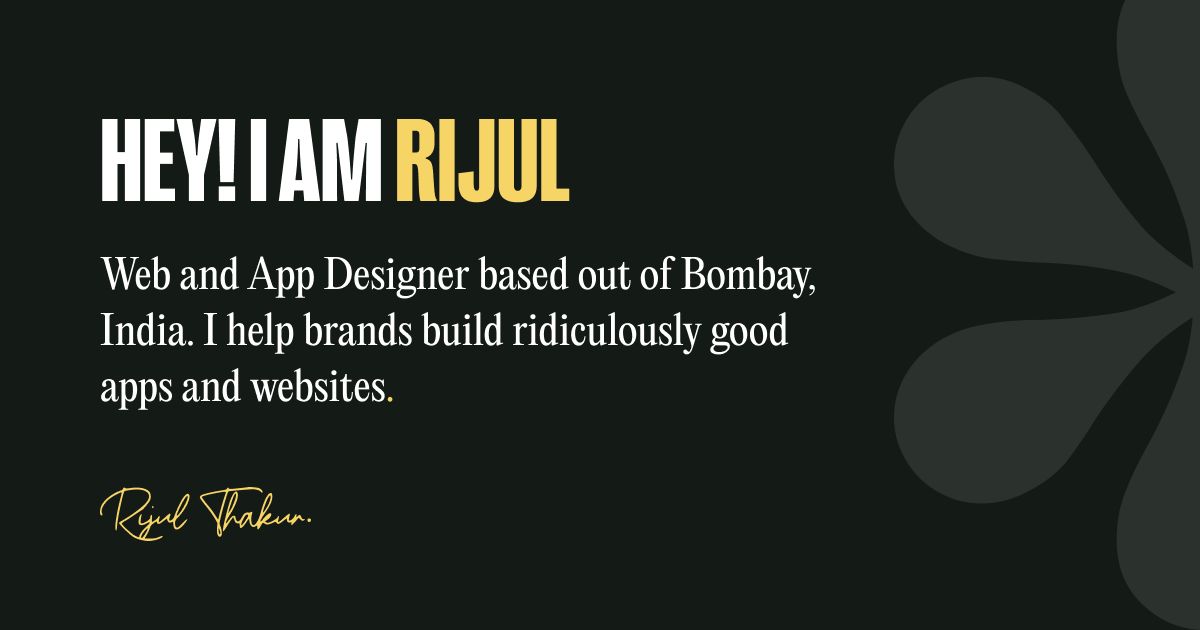 HEY! I AM RIJUL
Web and App Designer based out of Bombay,
India. I help brands build ridiculously good
apps and websites.
Rijul Thakur.